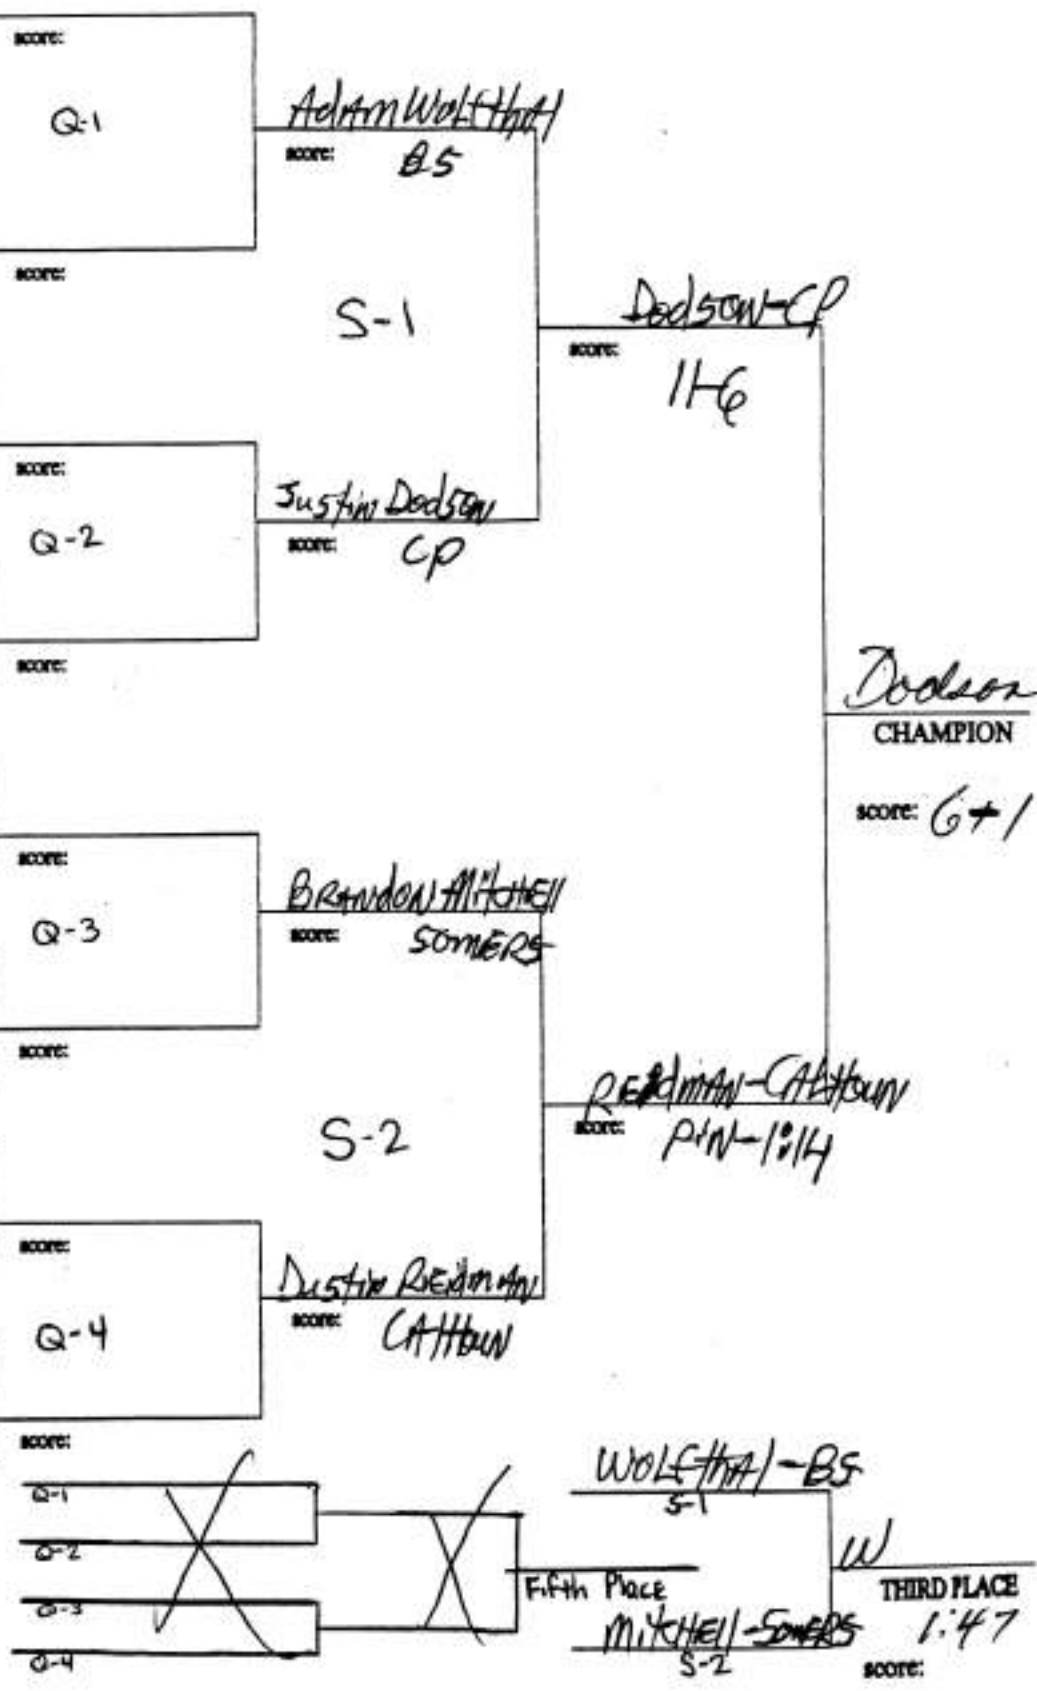 score:
Q-1
Adam Wolfthal
score: BS
score:
S-1
Dodson-CP
score:
11-6
score:
Justin Dodson
Q-2
score: CP
score:
Dodson
CHAMPION
score: 6+1
score:
Brandon Mitchell
Q-3
score: Somers
score:
Reidman-Calhoun
score: Pin-1:14
S-2
score:
Dustin Reidman
score: Calhoun
Q-4
score:
Wolfthal-BS
Q-1
S-1
Q-2
W
Fifth Place
THIRD PLACE
Q-3
Mitchell-Somers
1:47
Q-4
S-2
score: